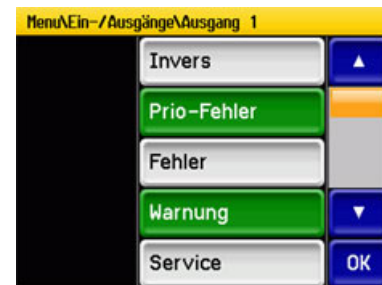 Menu\Ein-/Ausgänge\Ausgang 1
Invers
Prio-Fehler
Fehler
Warnung
Service
OK